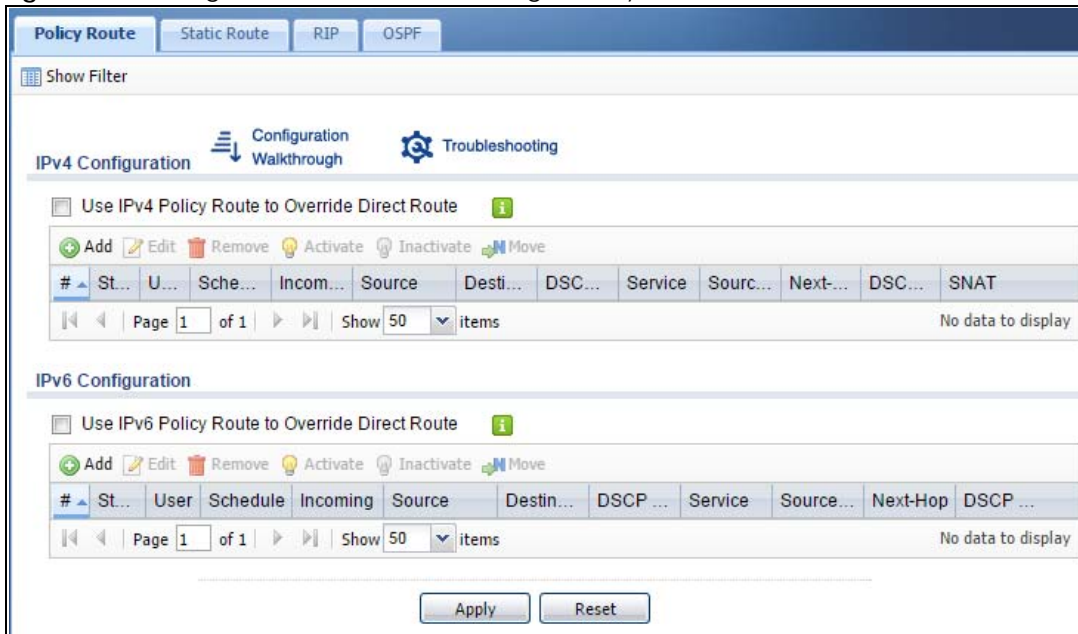 Policy Route Static Route RIP OSPF
Show Filter
IPv4 Configuration Configuration Walkthrough Troubleshooting
Use IPv4 Policy Route to Override Direct Route i
Add Edit Remove Activate Inactivate Move
# St... U... Sche... Incom... Source Desti... DSC... Service Sourc... Next-... DSC... SNAT
Page 1 of 1 Show 50 items No data to display
IPv6 Configuration
Use IPv6 Policy Route to Override Direct Route i
Add Edit Remove Activate Inactivate Move
# St... User Schedule Incoming Source Destin... DSCP ... Service Source... Next-Hop DSCP ...
Page 1 of 1 Show 50 items No data to display
Apply Reset